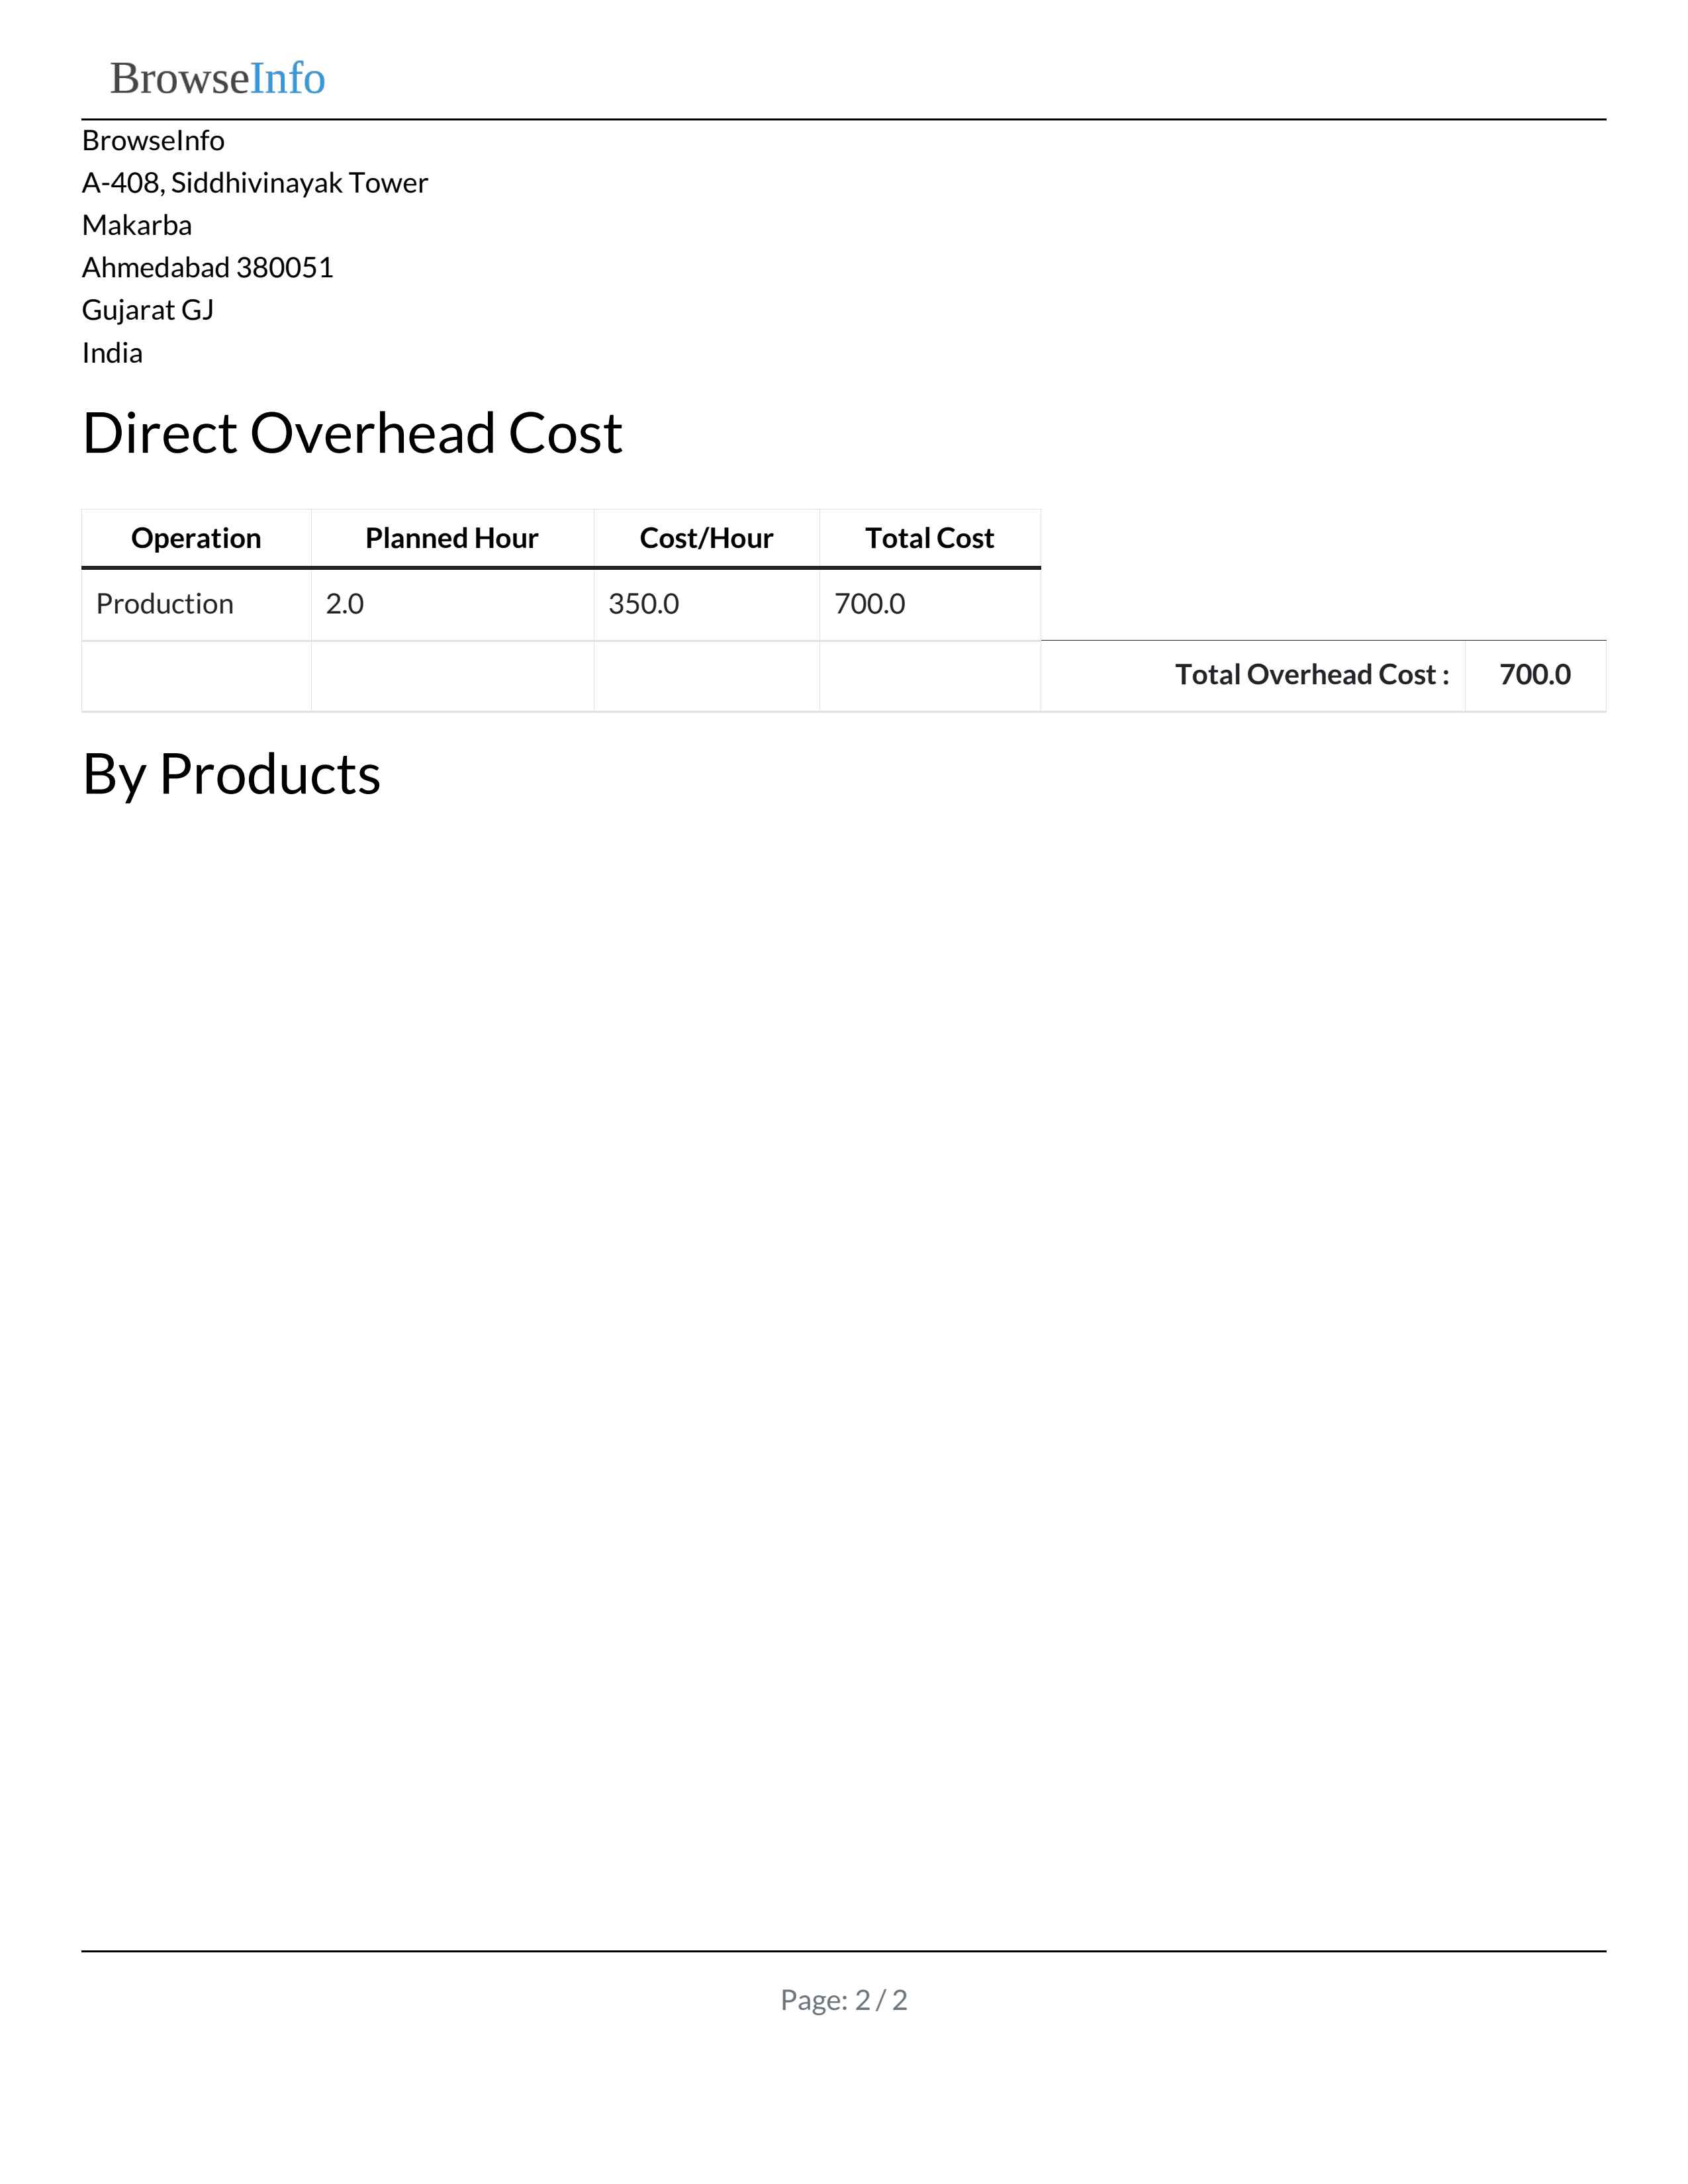 BrowseInfo
BrowseInfo
A-408, Siddhivinayak Tower
Makarba
Ahmedabad 380051
Gujarat GJ
India
Direct Overhead Cost
Operation Planned Hour Cost/Hour Total Cost
Production 2.0 350.0 700.0
Total Overhead Cost : 700.0
By Products
Page: 2 / 2